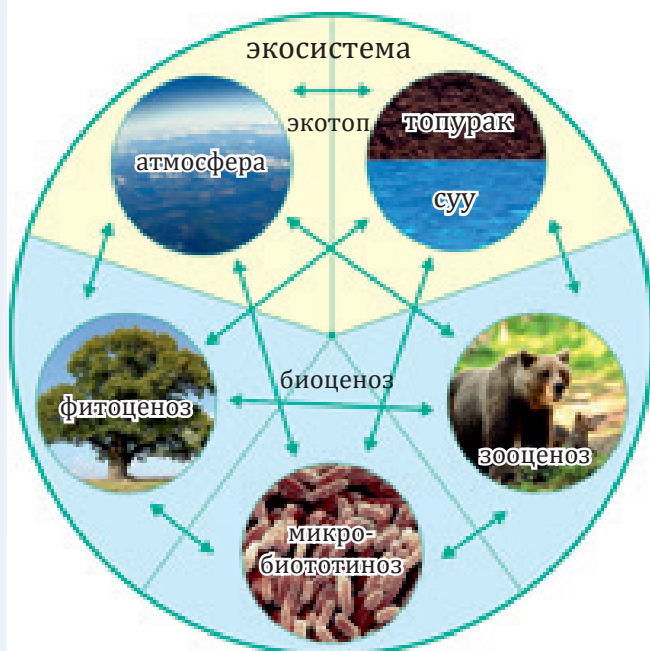 экосистема
экотоп
атмосфера
топурак
суу
биоценоз
фитоценоз
зооценоз
микро-
биототиноз